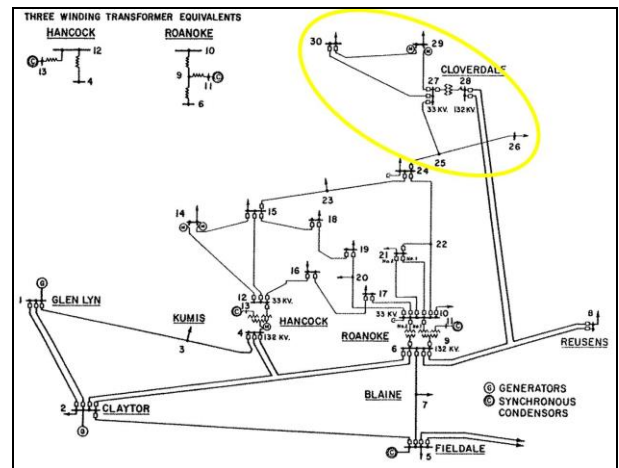 THREE WINDING TRANSFORMER EQUIVALENTS
HANCOCK
ROANOKE
12
C
13
4
10
9
C
11
6
30
29
H
H
CLOVERDALE
27
28
33 KV.
132 KV.
25
26
24
C
23
15
14
H
H
18
19
22
21
20
16
17
12
33 KV.
13
C
HANCOCK
H
4
132 KV.
33 KV.
10
C
ROANOKE
11
C
6
9
132 KV.
1
G
GLEN LYN
KUMIS
3
8
REUSENS
2
CLAYTOR
G
BLAINE
7
G GENERATORS
C SYNCHRONOUS
CONDENSORS
C
5
FIELDALE